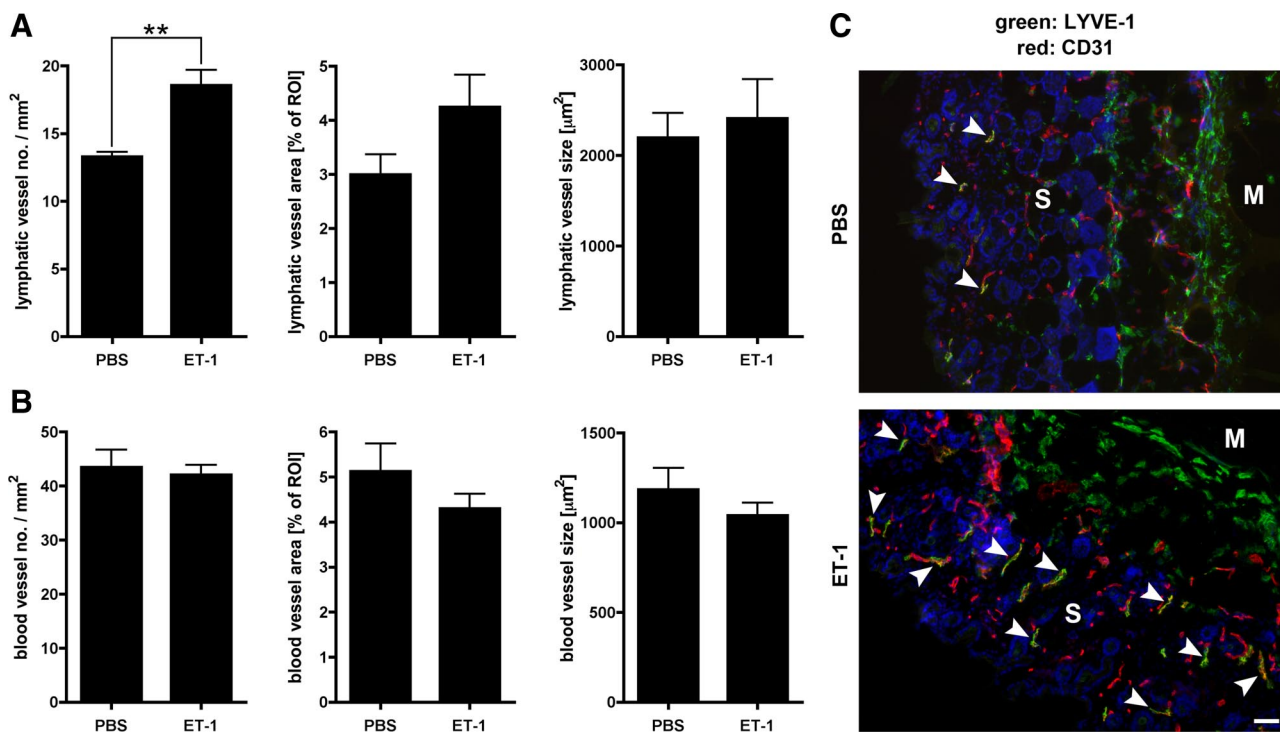 A
**
lymphatic vessel no. / mm²
20
15
10
5
0
PBS
ET-1
lymphatic vessel area [% of ROI]
5
4
3
2
1
0
PBS
ET-1
lymphatic vessel size [µm²]
3000
2000
1000
0
PBS
ET-1
B
blood vessel no. / mm²
50
40
30
20
10
0
PBS
ET-1
blood vessel area [% of ROI]
6
5
4
3
2
1
0
PBS
ET-1
blood vessel size [µm²]
1500
1000
500
0
PBS
ET-1
C
green: LYVE-1
red: CD31
PBS
S
M
ET-1
S
M